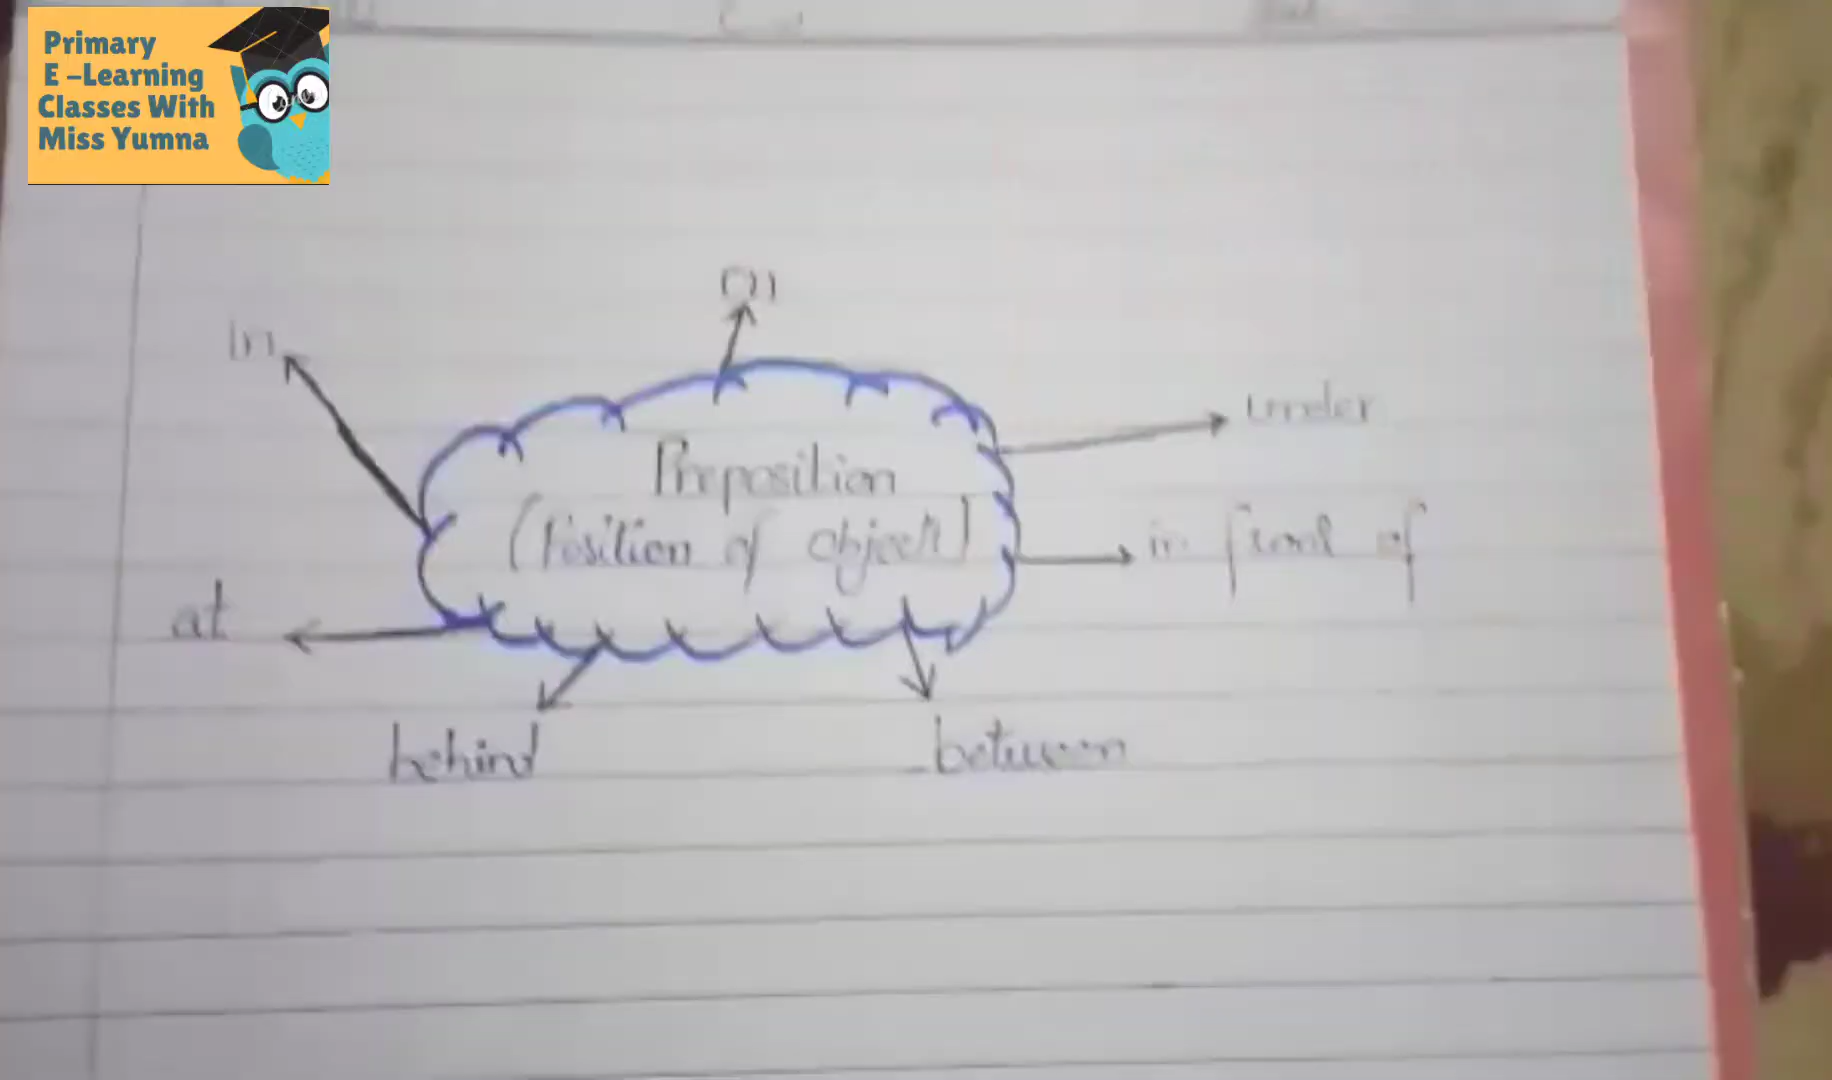 Primary
E -Learning
Classes With
Miss Yumna
on
in
under
Preposition
(Position of object)
in front of
at
behind
between